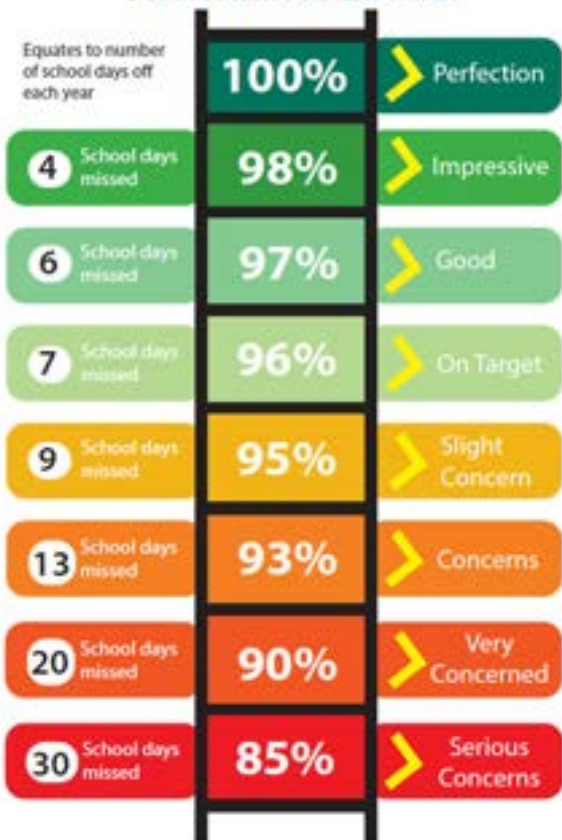 Equates to number
of school days off
each year
100%
Perfection
4
School days
missed
98%
Impressive
6
School days
missed
97%
Good
7
School days
missed
96%
On Target
9
School days
missed
95%
Slight
Concern
13
School days
missed
93%
Concerns
20
School days
missed
90%
Very
Concerned
30
School days
missed
85%
Serious
Concerns